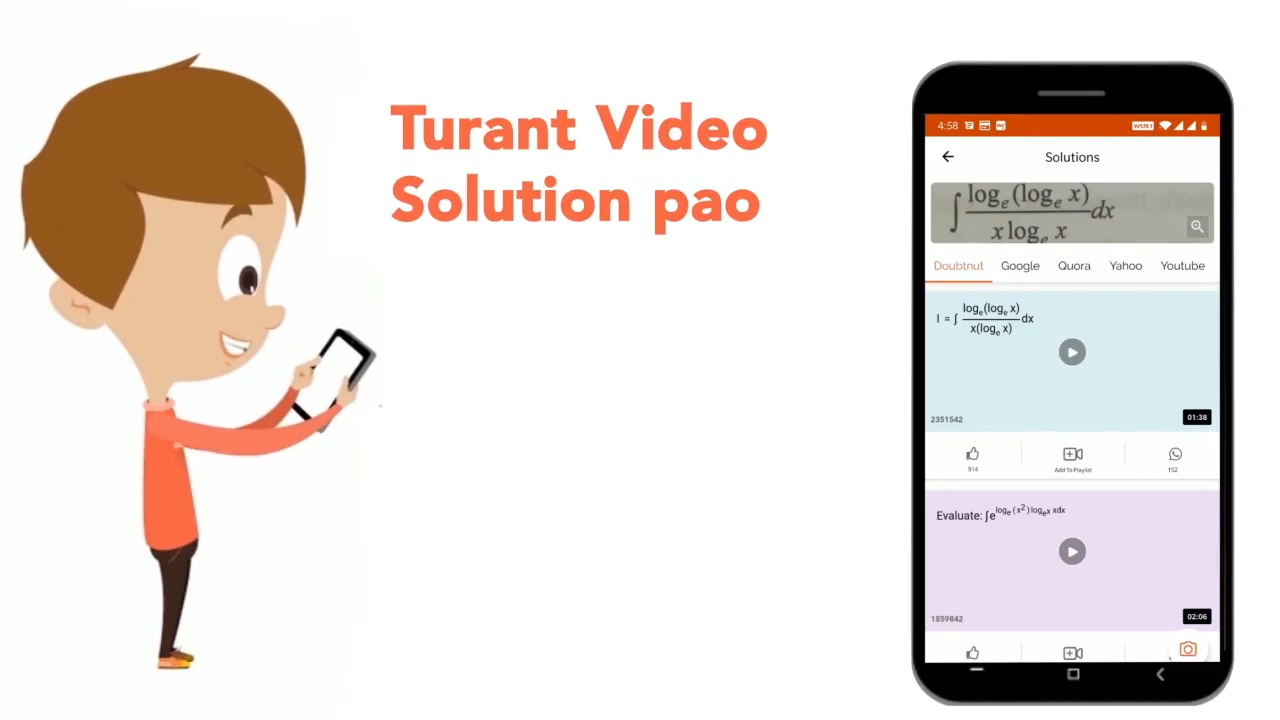 Turant Video
Solution pao
4:58
VoLTE1
Solutions
∫ logₑ(logₑ x) / x logₑ x dx
Doubtnut Google Quora Yahoo Youtube
I = ∫ logₑ(logₑ x) / x(logₑ x) dx
2351542
01:38
914
Add To Playlist
152
Evaluate: ∫e^logₑ(x²)logₑx xdx
1859842
02:06